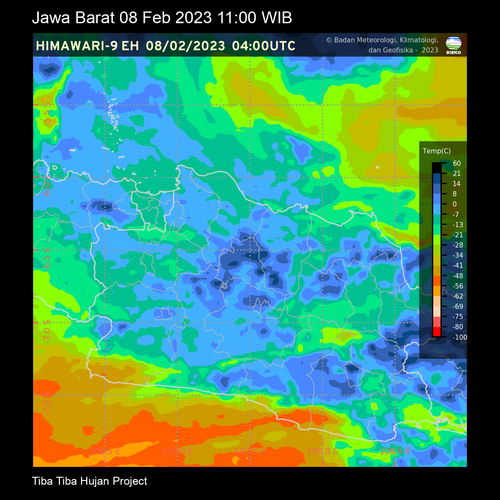 Jawa Barat 08 Feb 2023 11:00 WIB
HIMAWARI-9 EH 08/02/2023 04:00UTC
© Badan Meteorologi, Klimatologi,
dan Geofisika - 2023
BMKG
Temp(C)
60
21
14
8
0
-7
-13
-21
-28
-34
-41
-48
-56
-62
-69
-75
-80
-100
Tiba Tiba Hujan Project